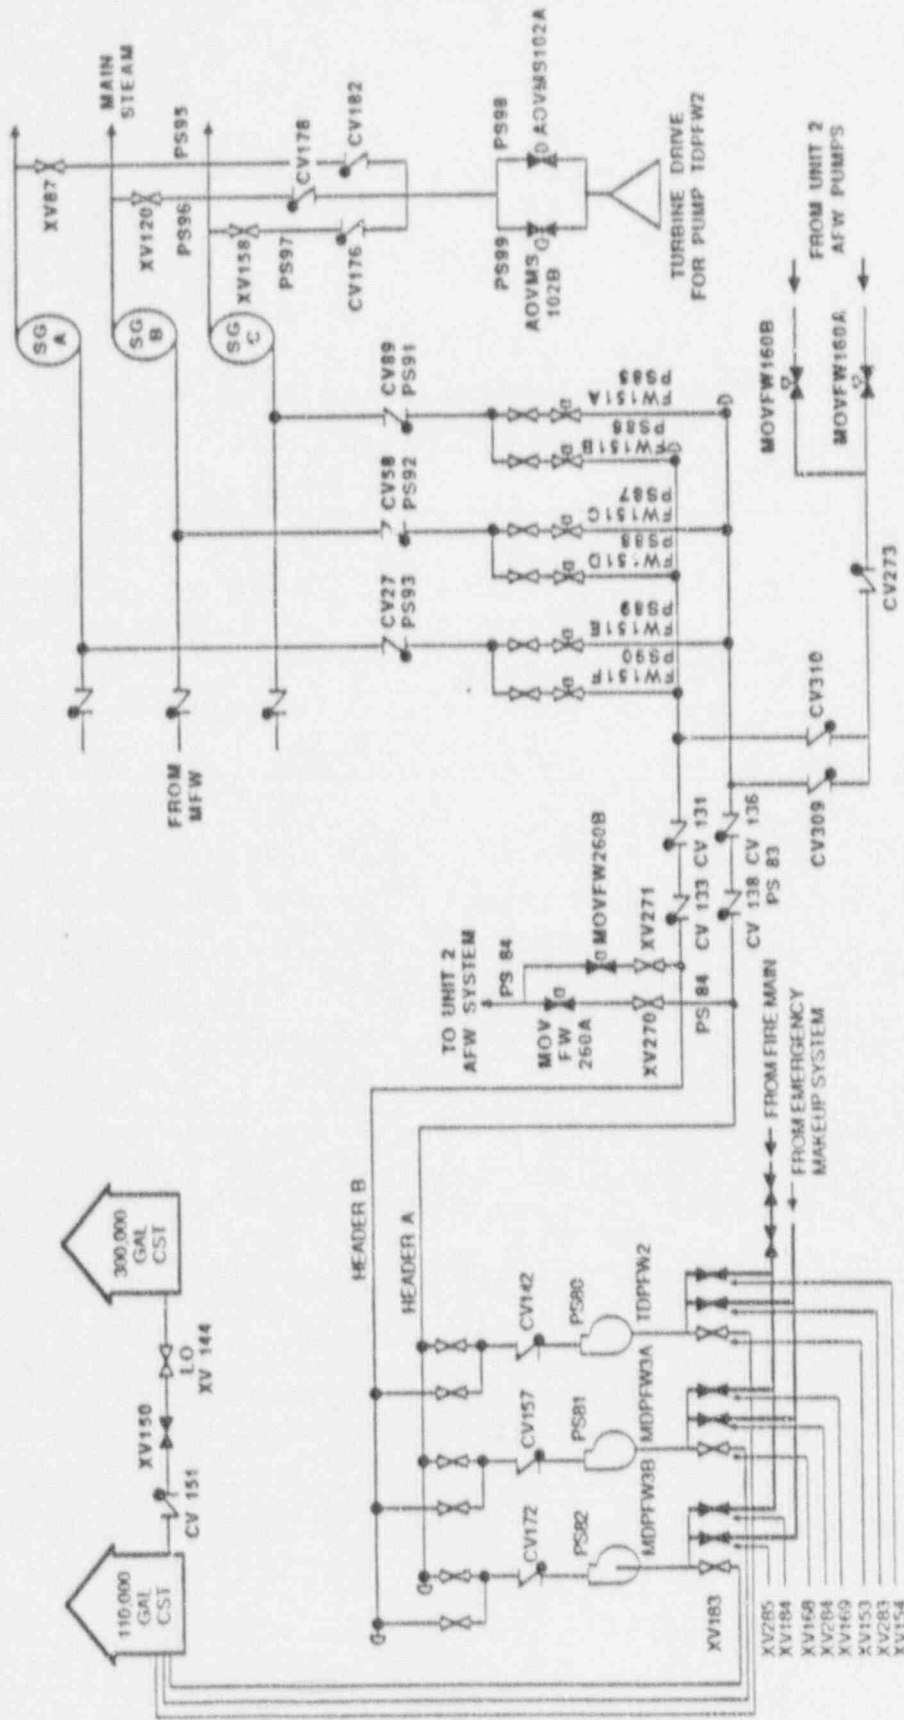 110,000
GAL
CST
CV 151
XV150
LO
XV 144
300,000
GAL
CST
HEADER B
HEADER A
CV172
CV157
CV142
PS82
PS81
PS80
MDPFW3B
MDPFW3A
TDPFW2
XV183
XV285
XV184
XV168
XV284
XV169
XV153
XV283
XV154
FROM FIRE MAIN
FROM EMERGENCY
MAKEUP SYSTEM
TO UNIT 2
AFW SYSTEM
PS 84
MOV
FW
260A
MOVFW260B
XV270
XV271
PS 84
CV 133
CV 131
CV 138
CV 136
PS 83
FROM
MFW
SG
A
SG
B
SG
C
CV27
PS93
CV58
PS92
CV89
PS91
FW151F
PS90
FW151E
PS89
FW151D
PS88
FW151C
PS87
FW151B
PS86
FW151A
PS85
CV309
CV310
CV273
MOVFW160B
MOVFW160A
FROM UNIT 2
AFW PUMPS
XV87
XV120
XV158
MAIN
STEAM
PS95
PS96
PS97
CV178
CV182
CV176
PS99
PS98
AOVMS
102B
AOVMS102A
TURBINE DRIVE
FOR PUMP TDPFW2